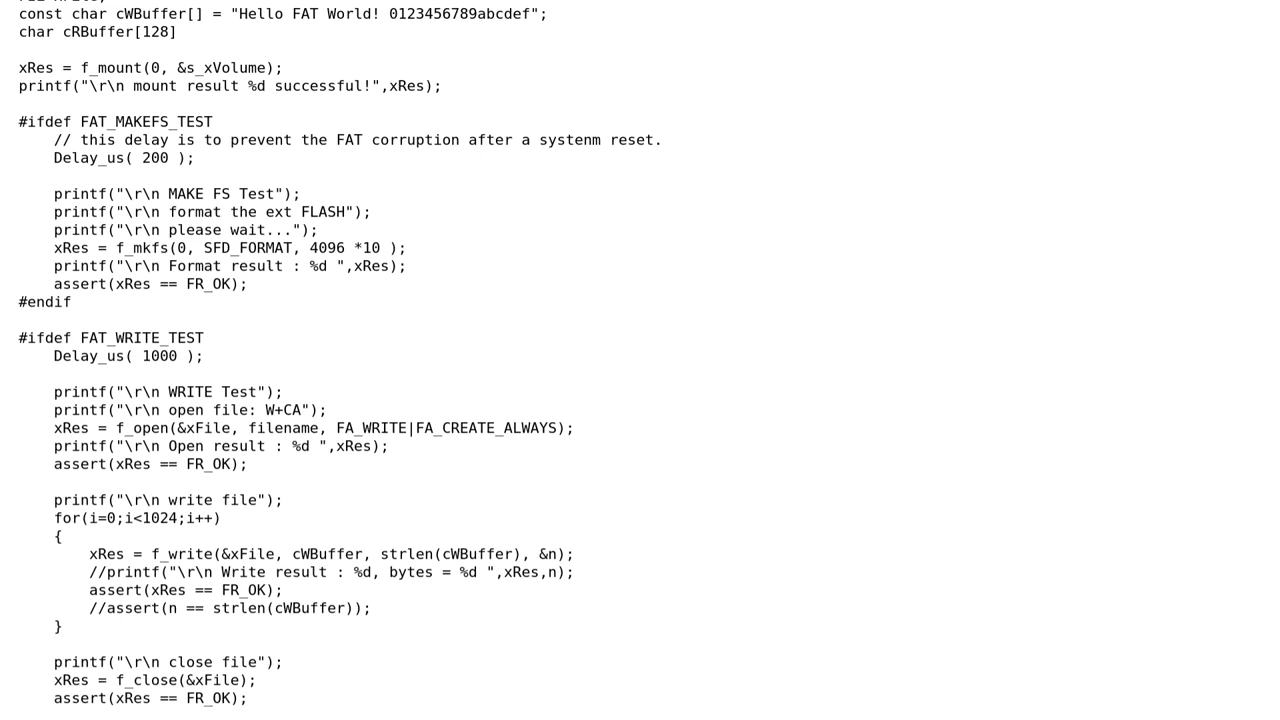 const char cWBuffer[] = "Hello FAT World! 0123456789abcdef";
char cRBuffer[128]

xRes = f_mount(0, &s_xVolume);
printf("\r\n mount result %d successful!",xRes);

#ifdef FAT_MAKEFS_TEST
    // this delay is to prevent the FAT corruption after a systenm reset.
    Delay_us( 200 );

    printf("\r\n MAKE FS Test");
    printf("\r\n format the ext FLASH");
    printf("\r\n please wait...");
    xRes = f_mkfs(0, SFD_FORMAT, 4096 *10 );
    printf("\r\n Format result : %d ",xRes);
    assert(xRes == FR_OK);
#endif

#ifdef FAT_WRITE_TEST
    Delay_us( 1000 );

    printf("\r\n WRITE Test");
    printf("\r\n open file: W+CA");
    xRes = f_open(&xFile, filename, FA_WRITE|FA_CREATE_ALWAYS);
    printf("\r\n Open result : %d ",xRes);
    assert(xRes == FR_OK);

    printf("\r\n write file");
    for(i=0;i<1024;i++)
    {
        xRes = f_write(&xFile, cWBuffer, strlen(cWBuffer), &n);
        //printf("\r\n Write result : %d, bytes = %d ",xRes,n);
        assert(xRes == FR_OK);
        //assert(n == strlen(cWBuffer));
    }

    printf("\r\n close file");
    xRes = f_close(&xFile);
    assert(xRes == FR_OK);